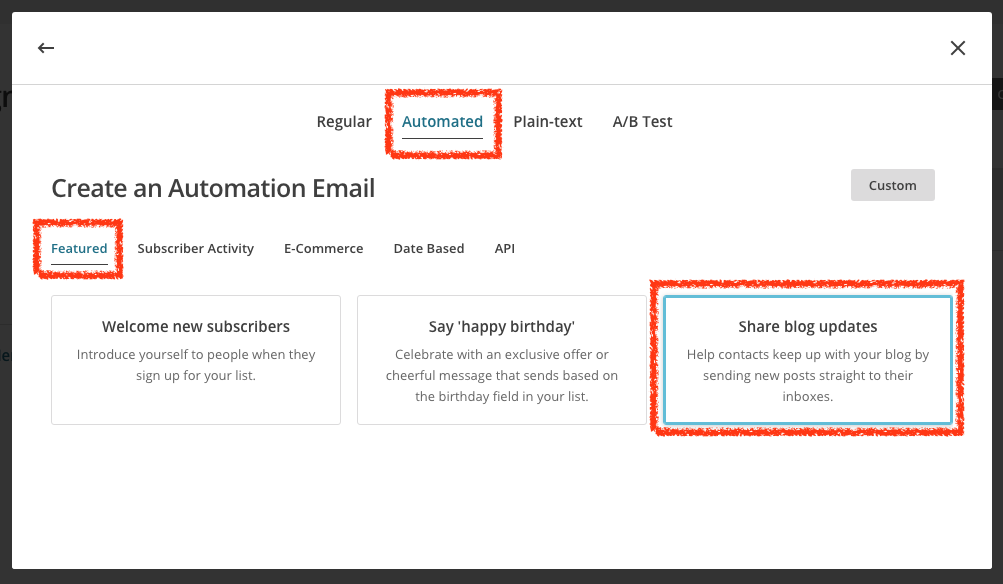 Regular Automated Plain-text A/B Test
Create an Automation Email
Custom
Featured Subscriber Activity E-Commerce Date Based API
Welcome new subscribers
Introduce yourself to people when they
sign up for your list.
Say 'happy birthday'
Celebrate with an exclusive offer or
cheerful message that sends based on
the birthday field in your list.
Share blog updates
Help contacts keep up with your blog by
sending new posts straight to their
inboxes.